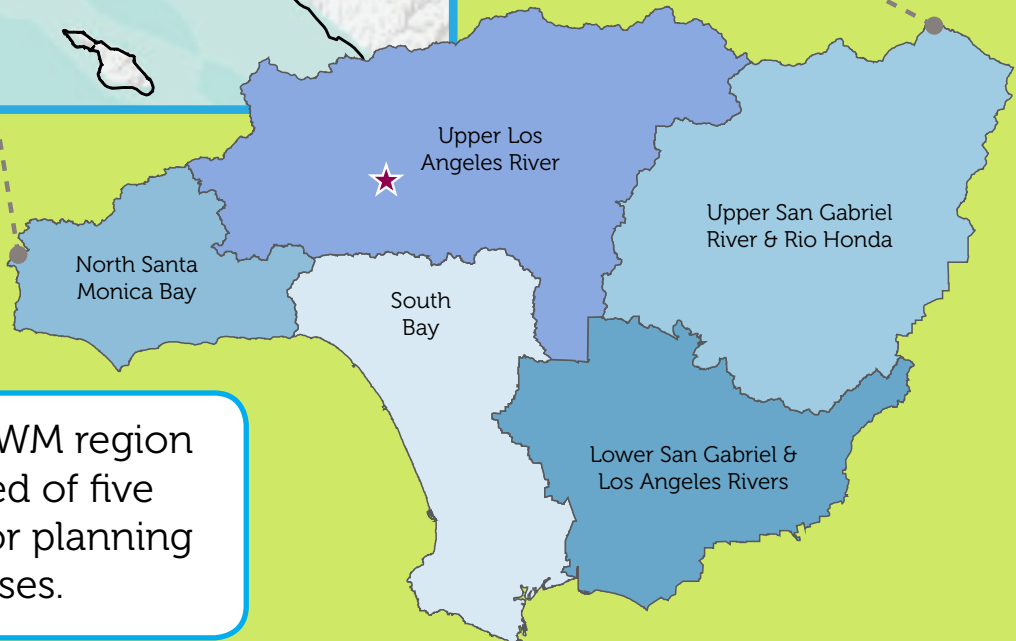 Upper Los
Angeles River
Upper San Gabriel
River & Rio Honda
North Santa
Monica Bay
South
Bay
Lower San Gabriel &
Los Angeles Rivers
WM region
ed of five
or planning
ses.